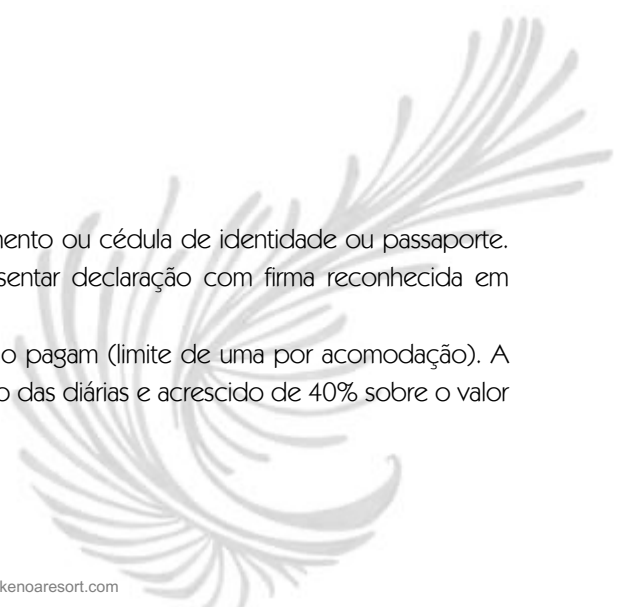 ento ou cédula de identidade ou passaporte.
sentar declaração com firma reconhecida em
o pagam (limite de uma por acomodação). A
o das diárias e acrescido de 40% sobre o valor
kenoaresort.com